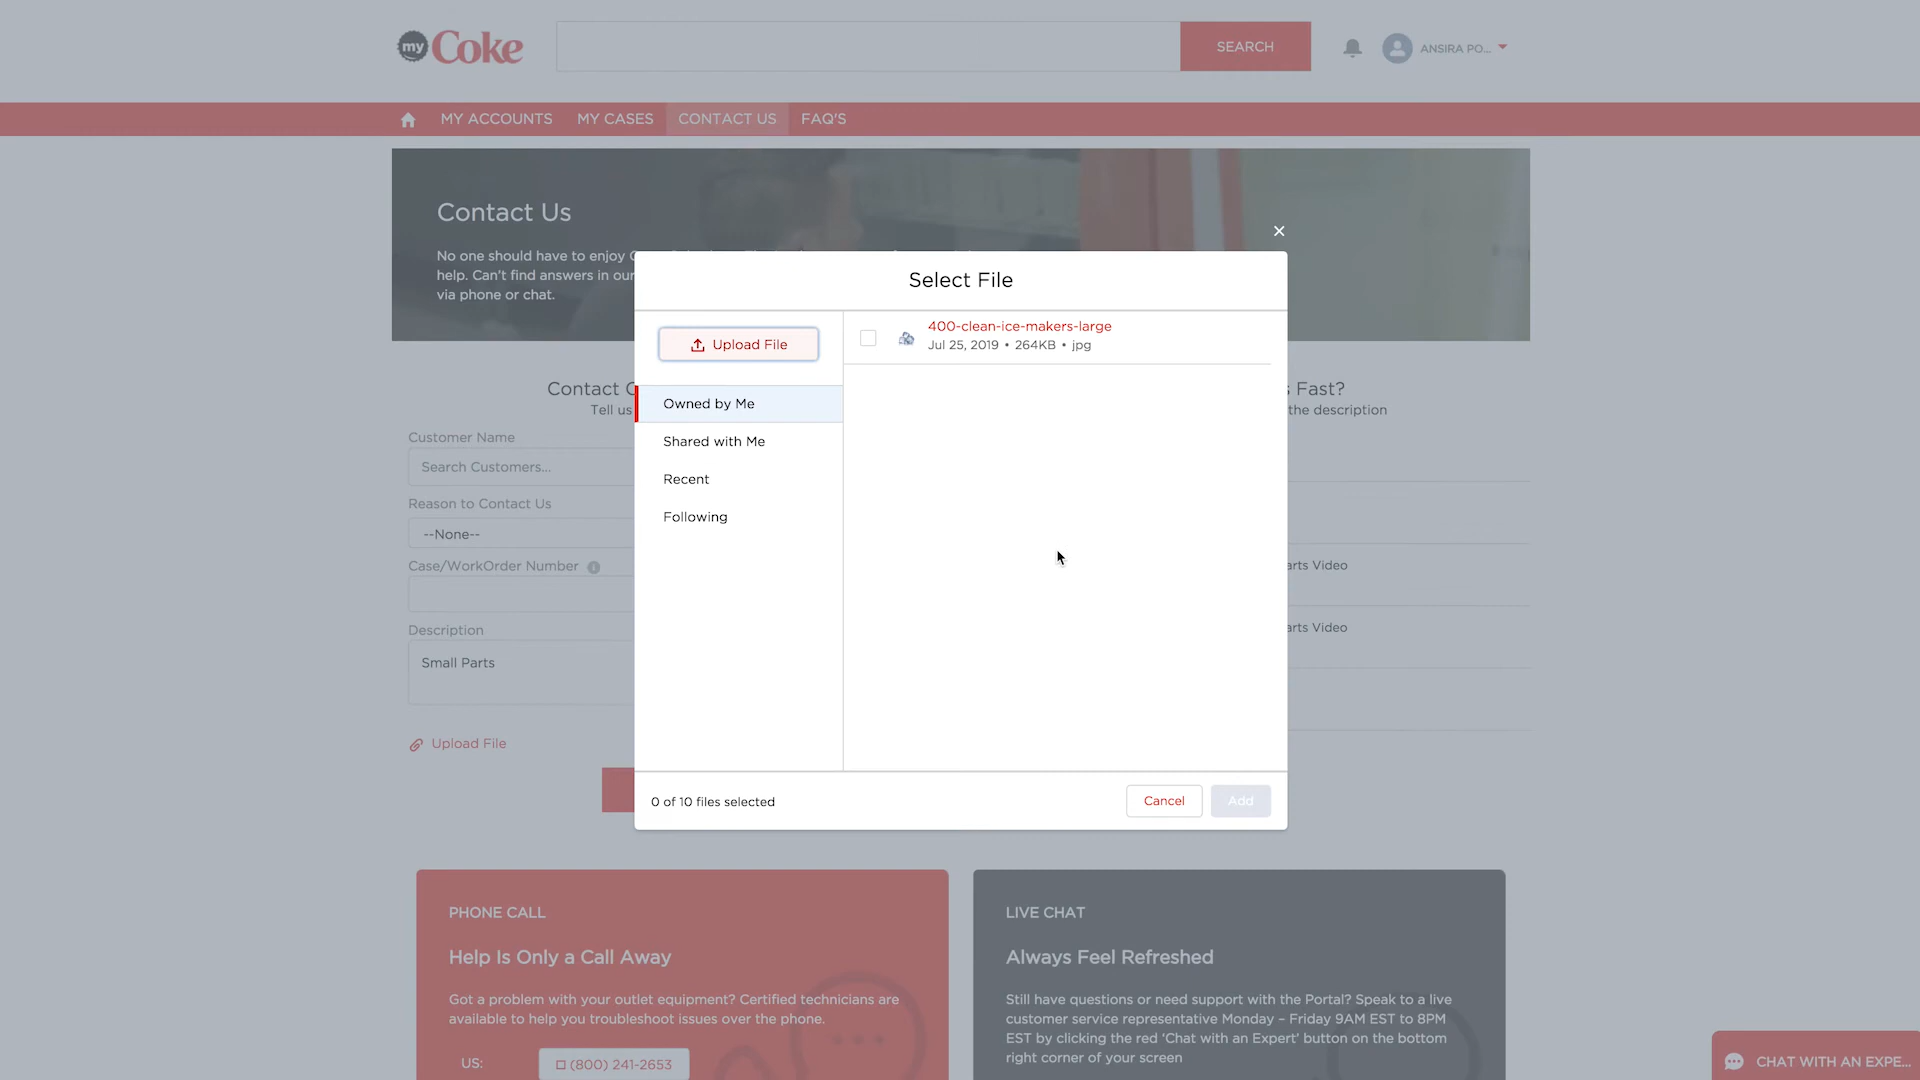 my Coke
SEARCH
ANSIRA PO...
MY ACCOUNTS
MY CASES
CONTACT US
FAQ'S
Contact Us
No one should have to enjoy
help. Can't find answers in our
via phone or chat.
Select File
Upload File
400-clean-ice-makers-large
Jul 25, 2019 • 264KB • jpg
Owned by Me
Shared with Me
Recent
Following
0 of 10 files selected
Cancel
Add
Contact
Tell us
Customer Name
Search Customers...
Reason to Contact Us
--None--
Case/WorkOrder Number
Description
Small Parts
Upload File
Fast?
the description
arts Video
arts Video
PHONE CALL
Help Is Only a Call Away
Got a problem with your outlet equipment? Certified technicians are
available to help you troubleshoot issues over the phone.
US:
(800) 241-2653
LIVE CHAT
Always Feel Refreshed
Still have questions or need support with the Portal? Speak to a live
customer service representative Monday – Friday 9AM EST to 8PM
EST by clicking the red 'Chat with an Expert' button on the bottom
right corner of your screen
CHAT WITH AN EXPE...